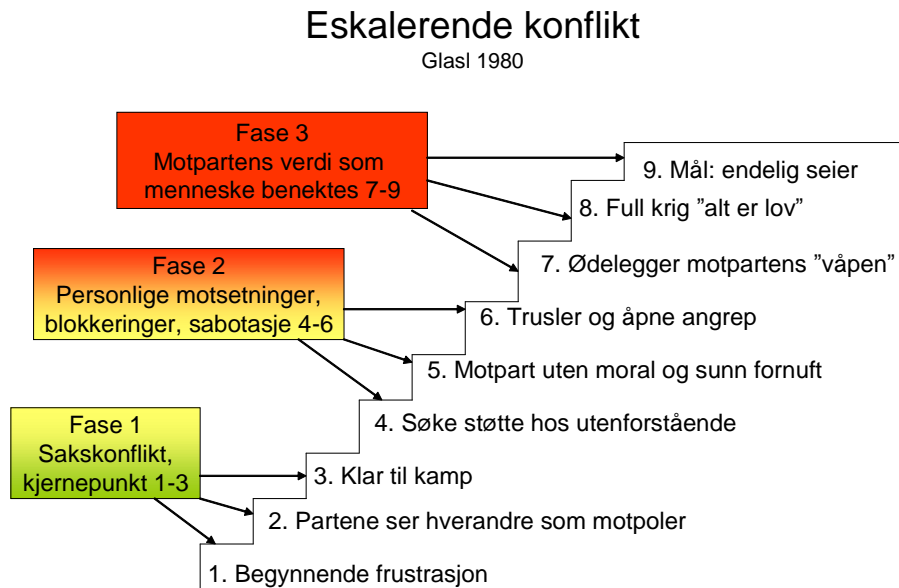 Eskalerende konflikt
Glasl 1980
Fase 3
Motpartens verdi som
menneske benektes 7-9
9. Mål: endelig seier
8. Full krig ”alt er lov”
7. Ødelegger motpartens ”våpen”
Fase 2
Personlige motsetninger,
blokkeringer, sabotasje 4-6
6. Trusler og åpne angrep
5. Motpart uten moral og sunn fornuft
4. Søke støtte hos utenforstående
Fase 1
Sakskonflikt,
kjernepunkt 1-3
3. Klar til kamp
2. Partene ser hverandre som motpoler
1. Begynnende frustrasjon